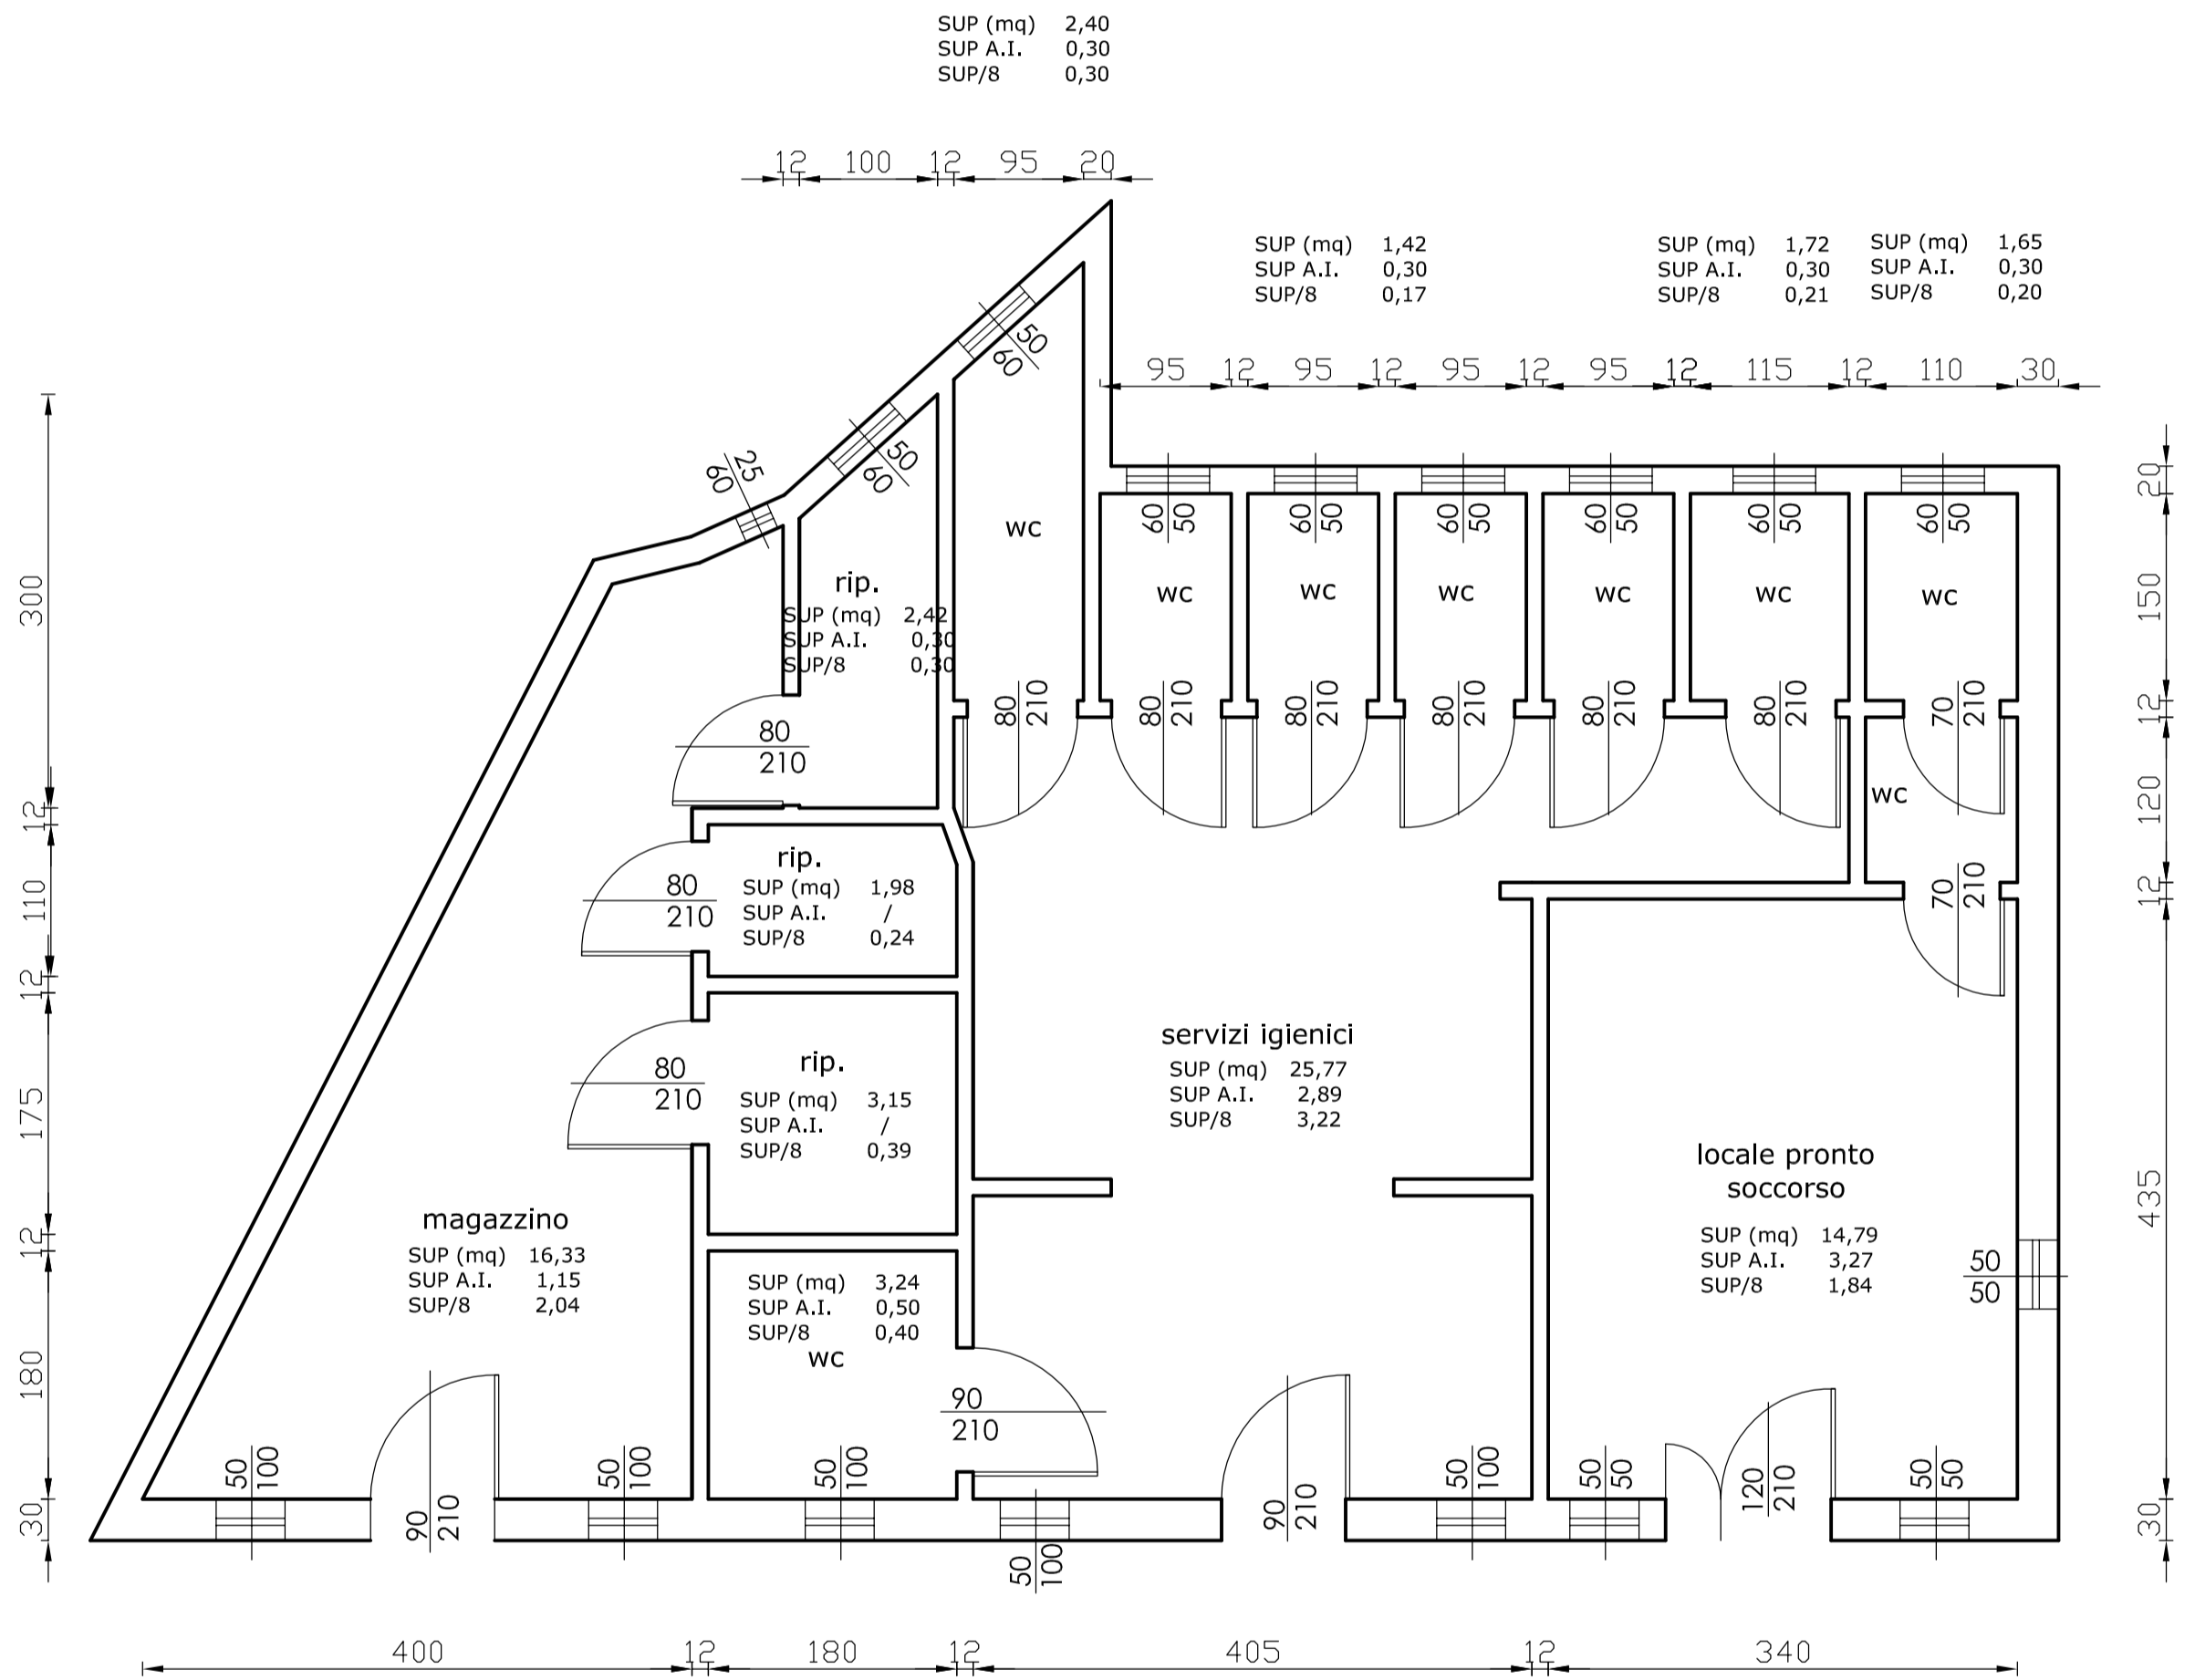 SUP (mq) 2,40
SUP A.I. 0,30
SUP/8 0,30
12 100 12 95 20
SUP (mq) 1,42
SUP A.I. 0,30
SUP/8 0,17
SUP (mq) 1,72
SUP A.I. 0,30
SUP/8 0,21
SUP (mq) 1,65
SUP A.I. 0,30
SUP/8 0,20
95 12 95 12 95 12 95 12 115 12 110 30
50
60
50
60
25
60
60 50
60 50
60 50
60 50
60 50
60 50
wc
wc
wc
wc
wc
wc
wc
rip.
SUP (mq) 2,42
SUP A.I. 0,30
SUP/8 0,30
80 210
80 210
80 210
80 210
80 210
80 210
70 210
80
210
wc
rip.
SUP (mq) 1,98
SUP A.I. /
SUP/8 0,24
80
210
70 210
servizi igienici
SUP (mq) 25,77
SUP A.I. 2,89
SUP/8 3,22
rip.
SUP (mq) 3,15
SUP A.I. /
SUP/8 0,39
80
210
locale pronto
soccorso
SUP (mq) 14,79
SUP A.I. 3,27
SUP/8 1,84
50
50
magazzino
SUP (mq) 16,33
SUP A.I. 1,15
SUP/8 2,04
SUP (mq) 3,24
SUP A.I. 0,50
SUP/8 0,40
wc
90
210
50 100
90 210
50 100
50 100
50 100
90 210
50 100
50 50
120 210
50 50
300
12
110
12
175
12
180
30
20
150
12
120
12
435
30
400 12 180 12 405 12 340